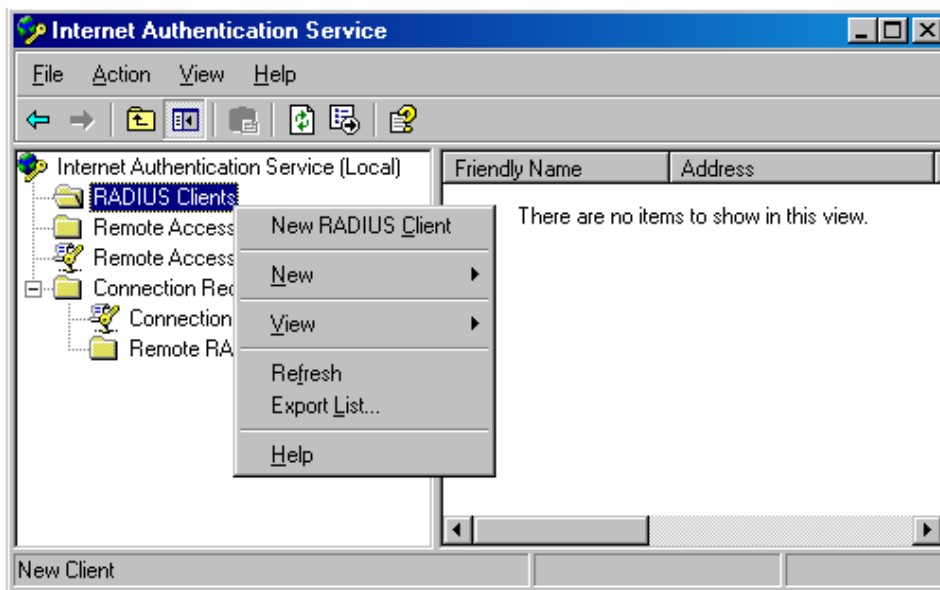 Internet Authentication Service
File Action View Help
Internet Authentication Service (Local)
RADIUS Clients
Remote Access
Remote Access
Connection Rec
Connection
Remote RA
New RADIUS Client
New
View
Refresh
Export List...
Help
Friendly Name Address
There are no items to show in this view.
New Client